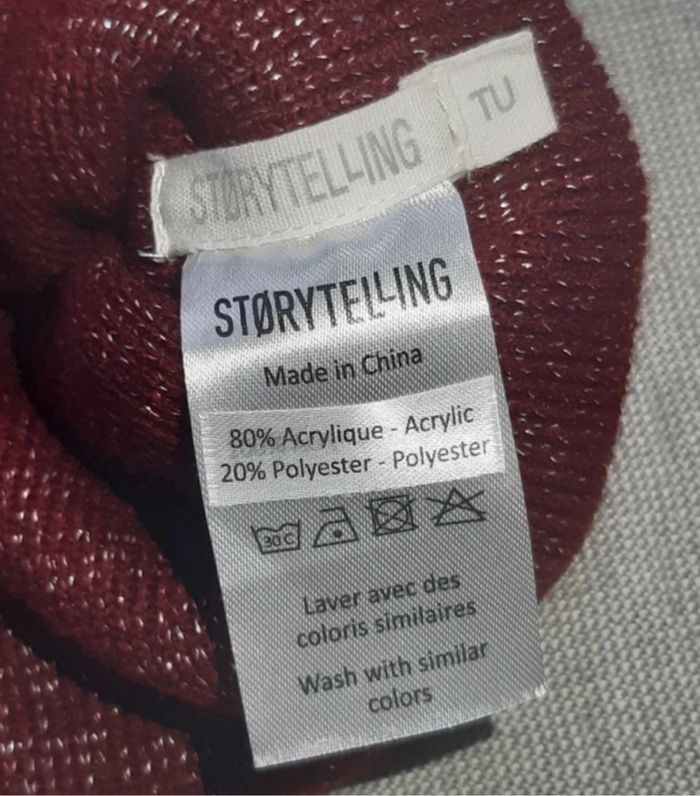 STØRYTELLING
TU
STØRYTELLING
Made in China
80% Acrylique - Acrylic
20% Polyester - Polyester
30C
Laver avec des
coloris similaires
Wash with similar
colors